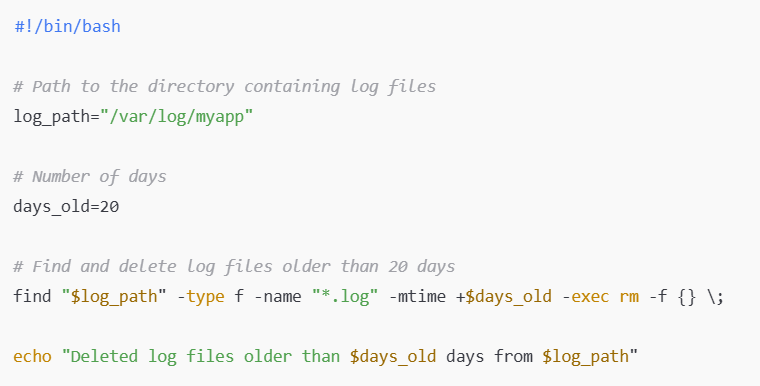 #!/bin/bash
# Path to the directory containing log files
log_path="/var/log/myapp"
# Number of days
days_old=20
# Find and delete log files older than 20 days
find "$log_path" -type f -name "*.log" -mtime +$days_old -exec rm -f {} \;
echo "Deleted log files older than $days_old days from $log_path"